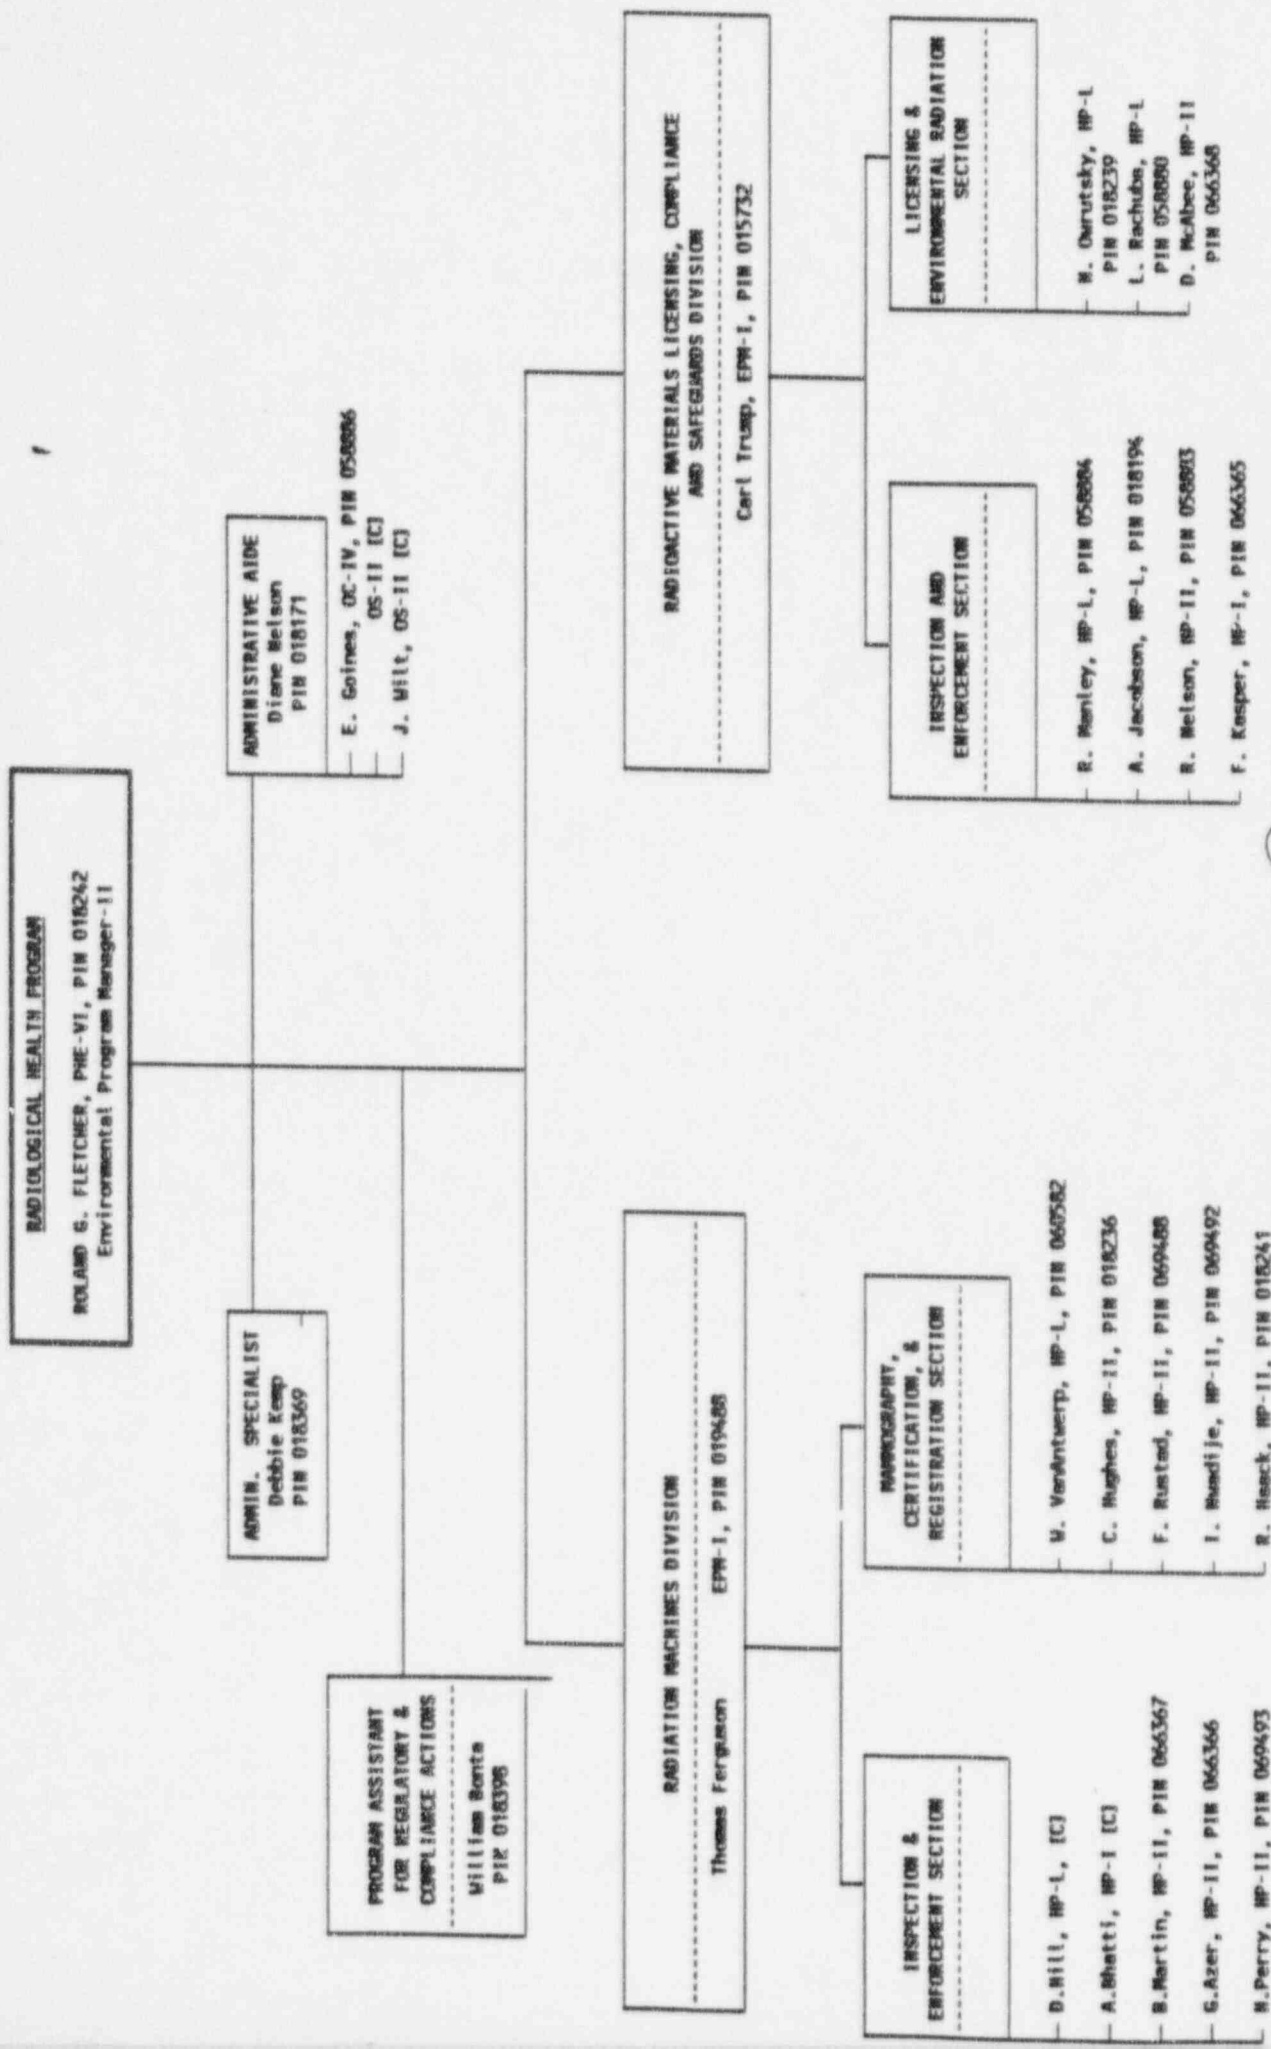 RADIOLOGICAL HEALTH PROGRAM
ROLAND G. FLETCHER, PHE-VI, PIN 018242
Environmental Program Manager-II
ADMIN. SPECIALIST
Debbie Kemp
PIN 018369
ADMINISTRATIVE AIDE
Diane Nelson
PIN 018171
E. Goines, OC-IV, PIN 058886
OS-II [C]
J. Wilt, OS-II [C]
PROGRAM ASSISTANT
FOR REGULATORY &
COMPLIANCE ACTIONS
William Bonta
PIN 018398
RADIATION MACHINES DIVISION
Thomas Ferguson EPM-I, PIN 019488
RADIOACTIVE MATERIALS LICENSING, COMPLIANCE
AND SAFEGUARDS DIVISION
Carl Trump, EPM-I, PIN 015732
INSPECTION &
ENFORCEMENT SECTION
D.Hill, HP-L, [C]
A.Bhatti, HP-I [C]
B.Martin, HP-II, PIN 066367
G.Azer, HP-II, PIN 066366
N.Perry, HP-II, PIN 069493
MAMMOGRAPHY,
CERTIFICATION, &
REGISTRATION SECTION
W. VanAntwerp, HP-L, PIN 060582
C. Hughes, HP-II, PIN 018236
F. Rustad, HP-II, PIN 069488
I. Nwadije, HP-II, PIN 069492
R. Haack, HP-II, PIN 018241
INSPECTION AND
ENFORCEMENT SECTION
R. Manley, HP-L, PIN 058884
A. Jacobson, HP-L, PIN 018194
R. Nelson, HP-II, PIN 058883
F. Kasper, HP-I, PIN 066365
LICENSING &
ENVIRONMENTAL RADIATION
SECTION
N. Owrutsky, HP-L
PIN 018239
L. Rachuba, HP-L
PIN 058880
D. McAbee, HP-II
PIN 066368